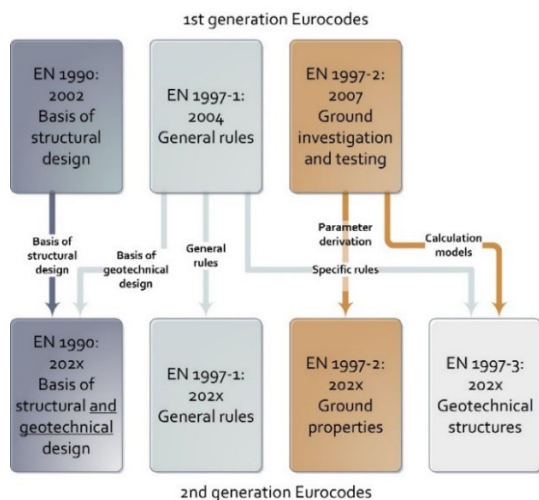 1st generation Eurocodes
EN 1990:
2002
Basis of
structural
design
EN 1997-1:
2004
General rules
EN 1997-2:
2007
Ground
investigation
and testing
Basis of
structural
design
Basis of
geotechnical
design
General
rules
Parameter
derivation
Specific rules
Calculation
models
EN 1990:
202x
Basis of
structural and
geotechnical
design
EN 1997-1:
202x
General rules
EN 1997-2:
202x
Ground
properties
EN 1997-3:
202x
Geotechnical
structures
2nd generation Eurocodes